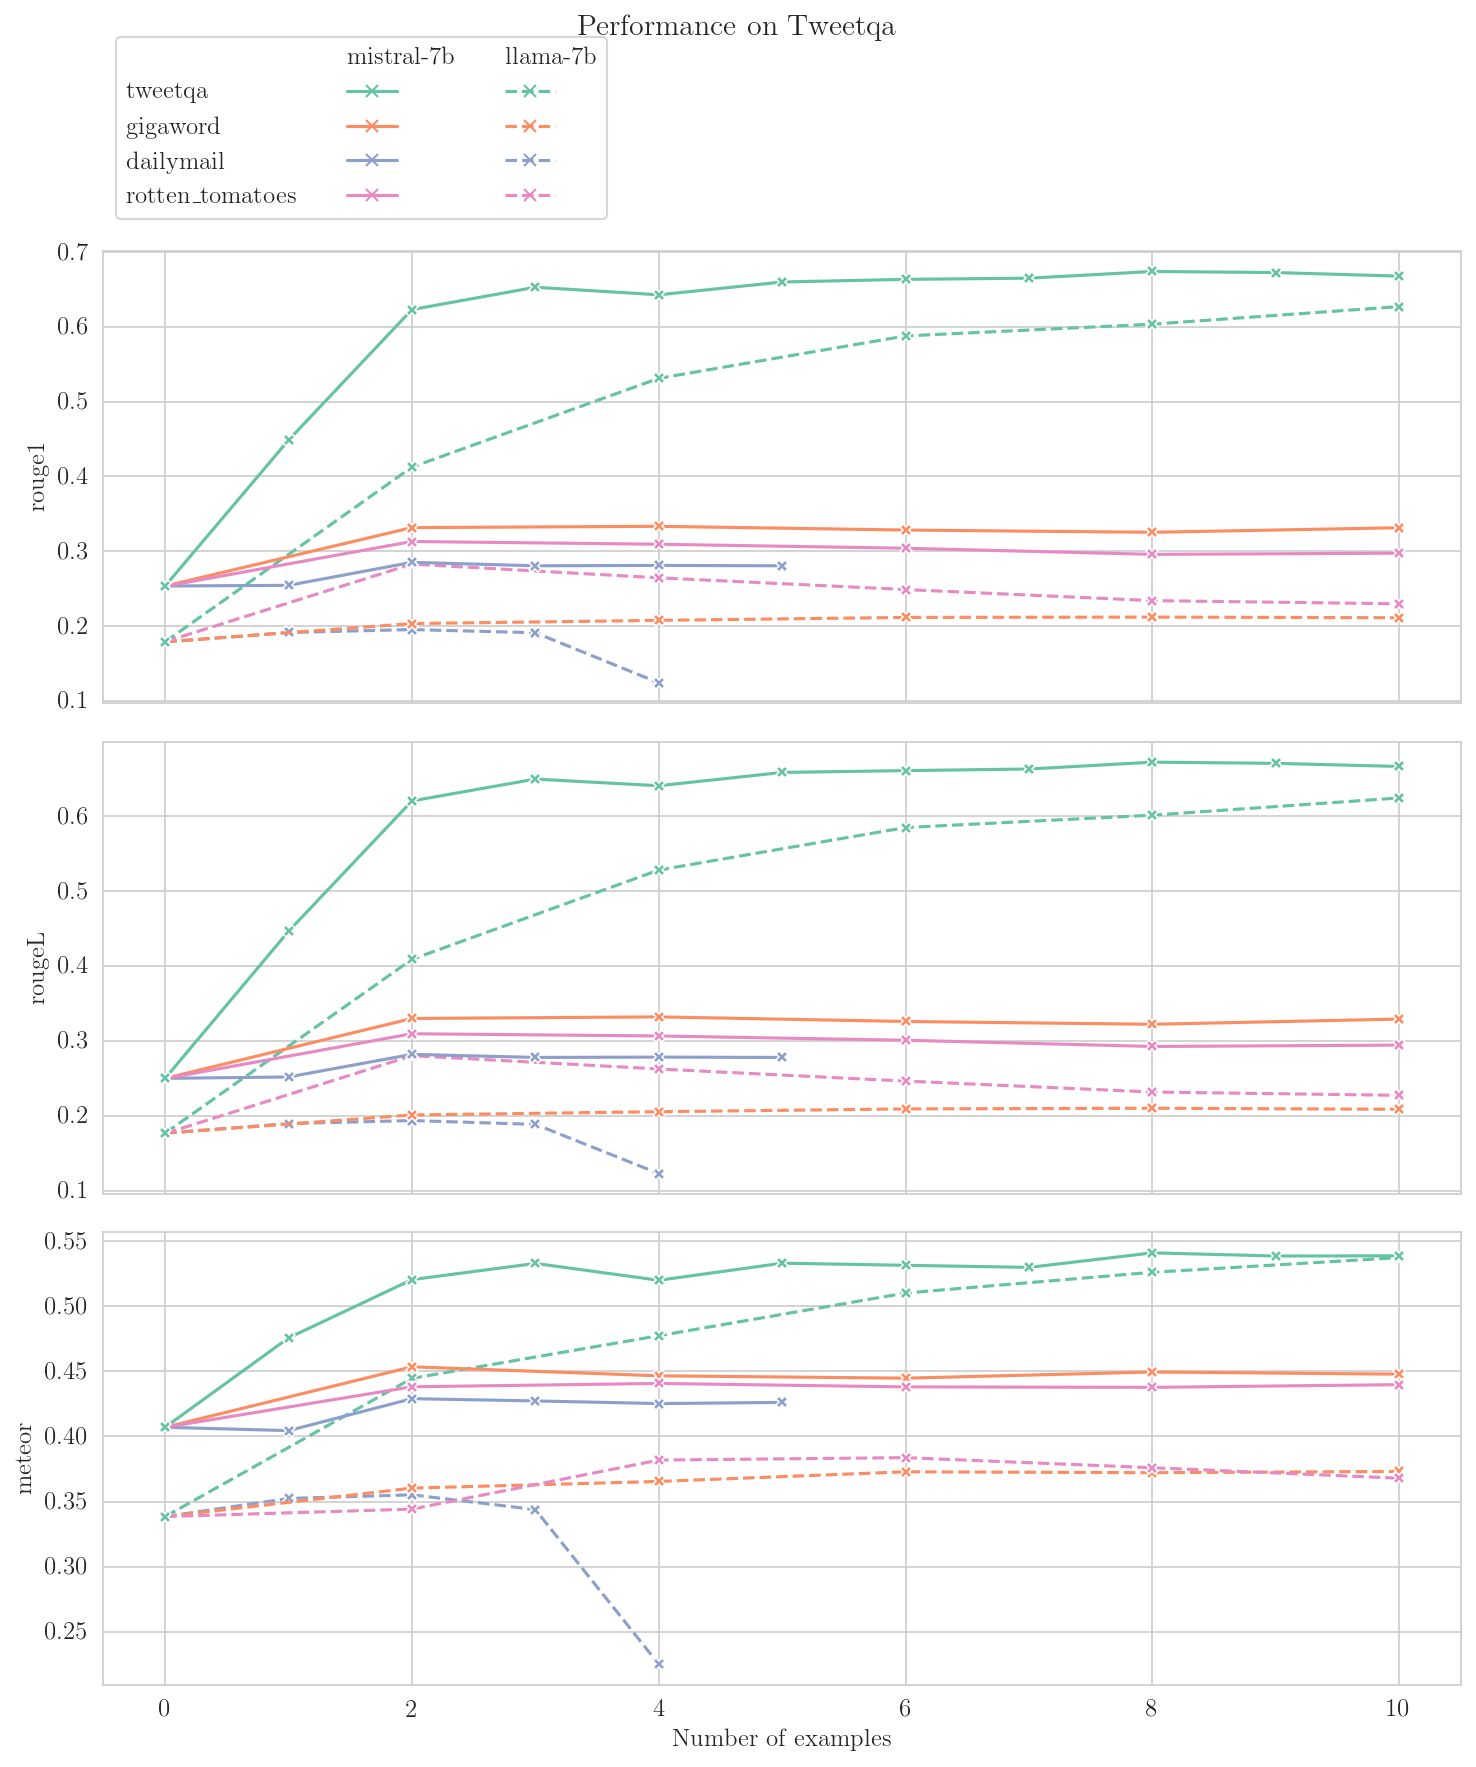 Performance on Tweetqa
mistral-7b llama-7b
tweetqa
gigaword
dailymail
rotten_tomatoes
0.7
0.6
0.5
0.4
0.3
0.2
0.1
rouge1
0.6
0.5
0.4
0.3
0.2
0.1
rougeL
0.55
0.50
0.45
0.40
0.35
0.30
0.25
meteor
0 2 4 6 8 10
Number of examples